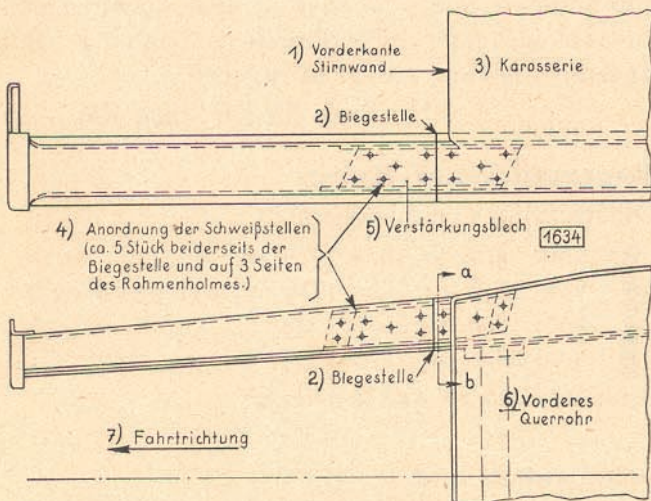 1) Vorderkante
Stirnwand
3) Karosserie
2) Biegestelle
4) Anordnung der Schweißstellen
(ca. 5 Stück beiderseits der
Biegestelle und auf 3 Seiten
des Rahmenholmes.)
5) Verstärkungsblech
1634
a
2) Biegestelle
b
6) Vorderes
Querrohr
7) Fahrtrichtung